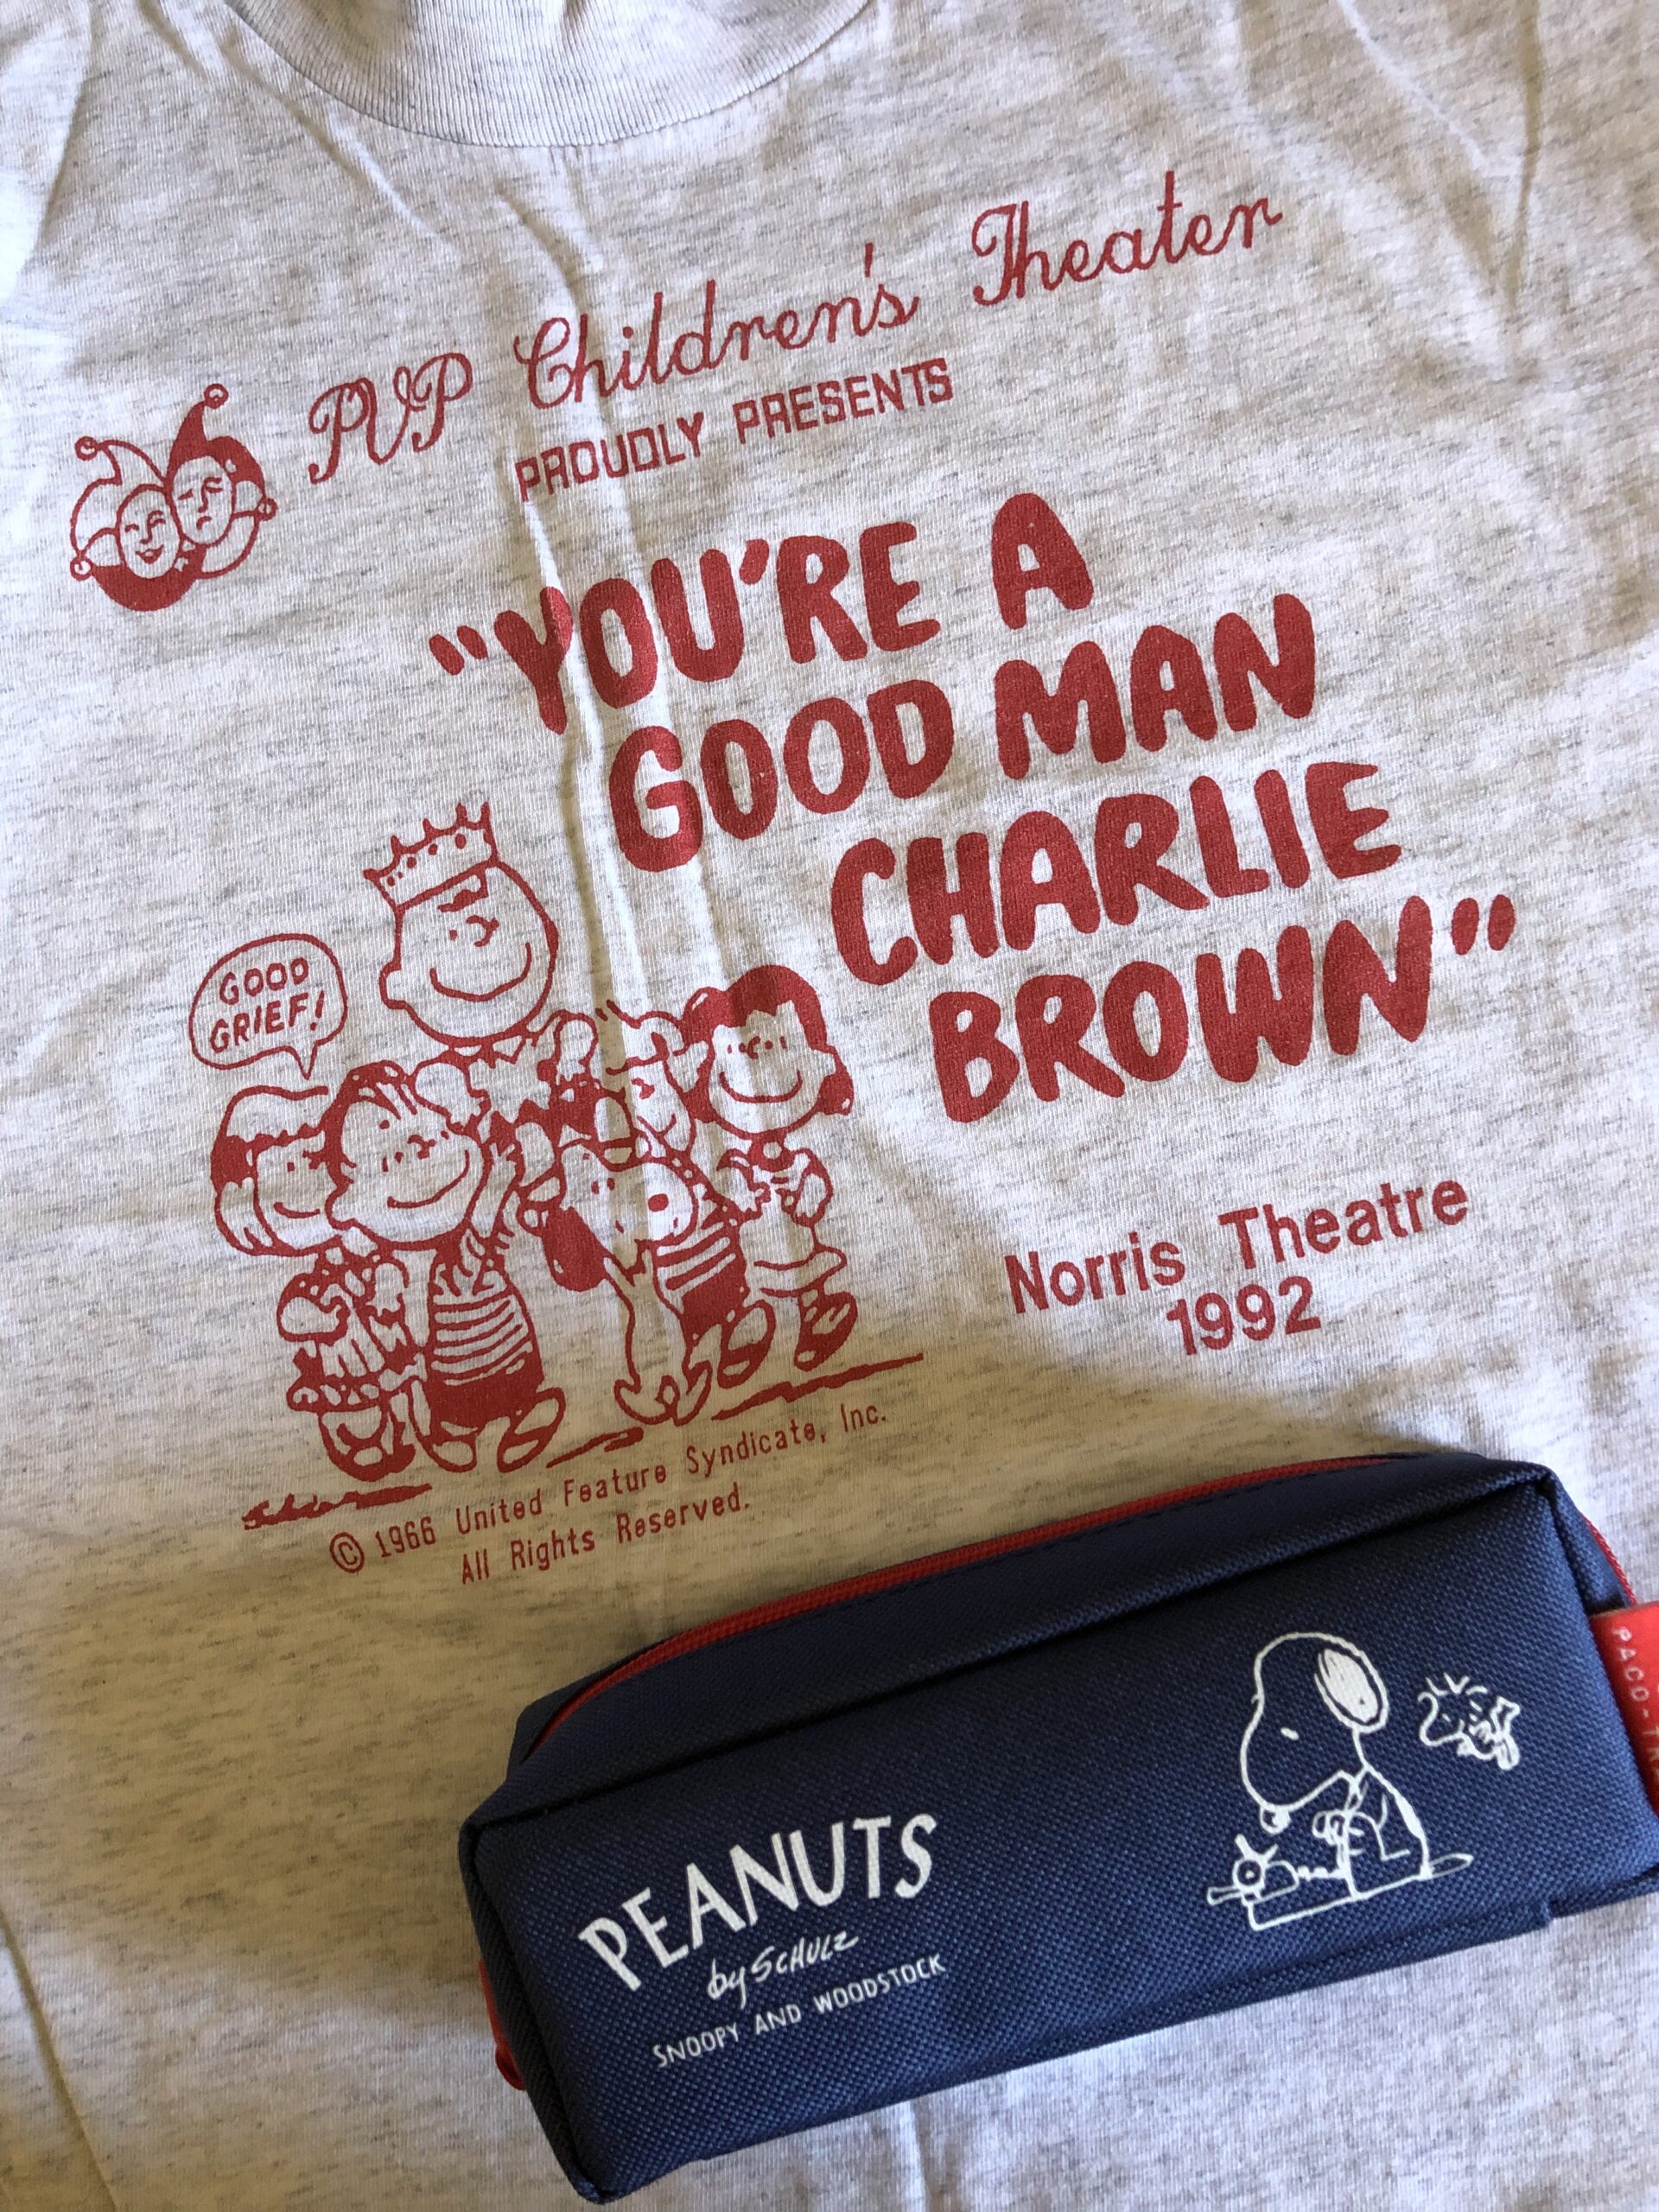 PVP Children's Theater
PROUDLY PRESENTS
"YOU'RE A
GOOD MAN
CHARLIE
BROWN"
GOOD
GRIEF!
Norris Theatre
1992
© 1966 United Feature Syndicate, Inc.
All Rights Reserved.
PEANUTS
by SCHULZ
SNOOPY AND WOODSTOCK